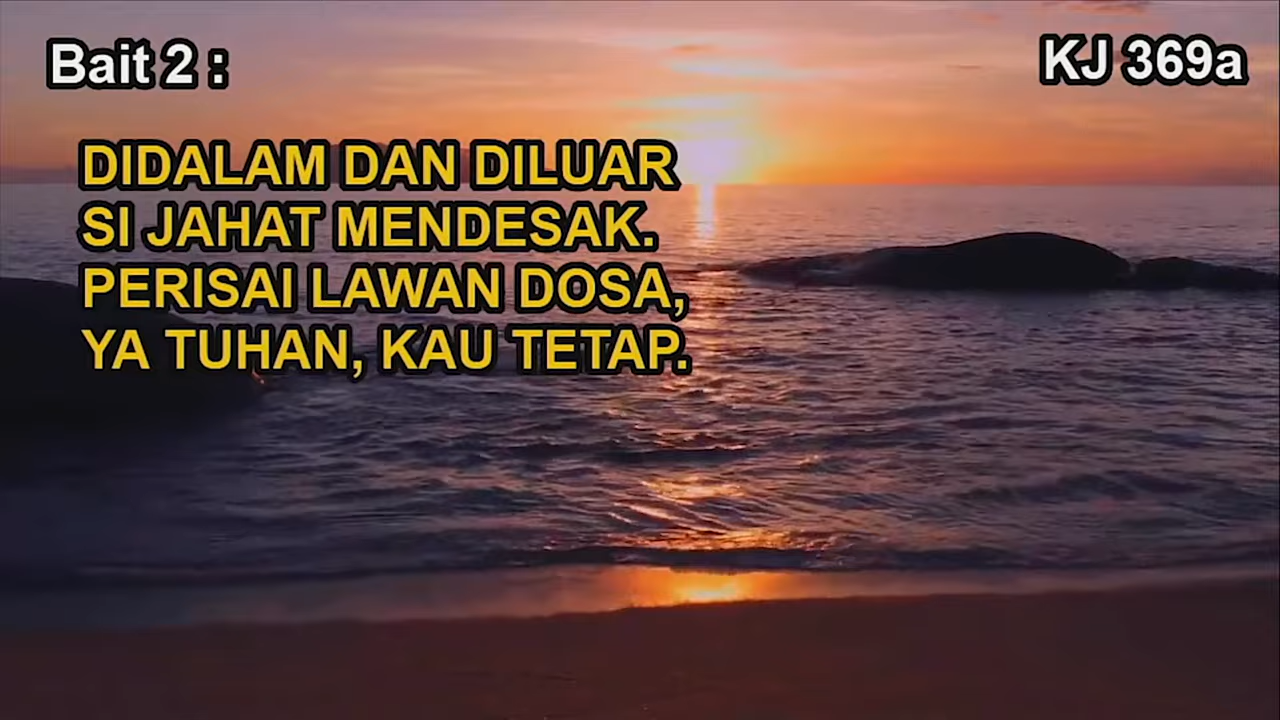 Bait 2 :
KJ 369a
DIDALAM DAN DILUAR
SI JAHAT MENDESAK.
PERISAI LAWAN DOSA,
YA TUHAN, KAU TETAP.